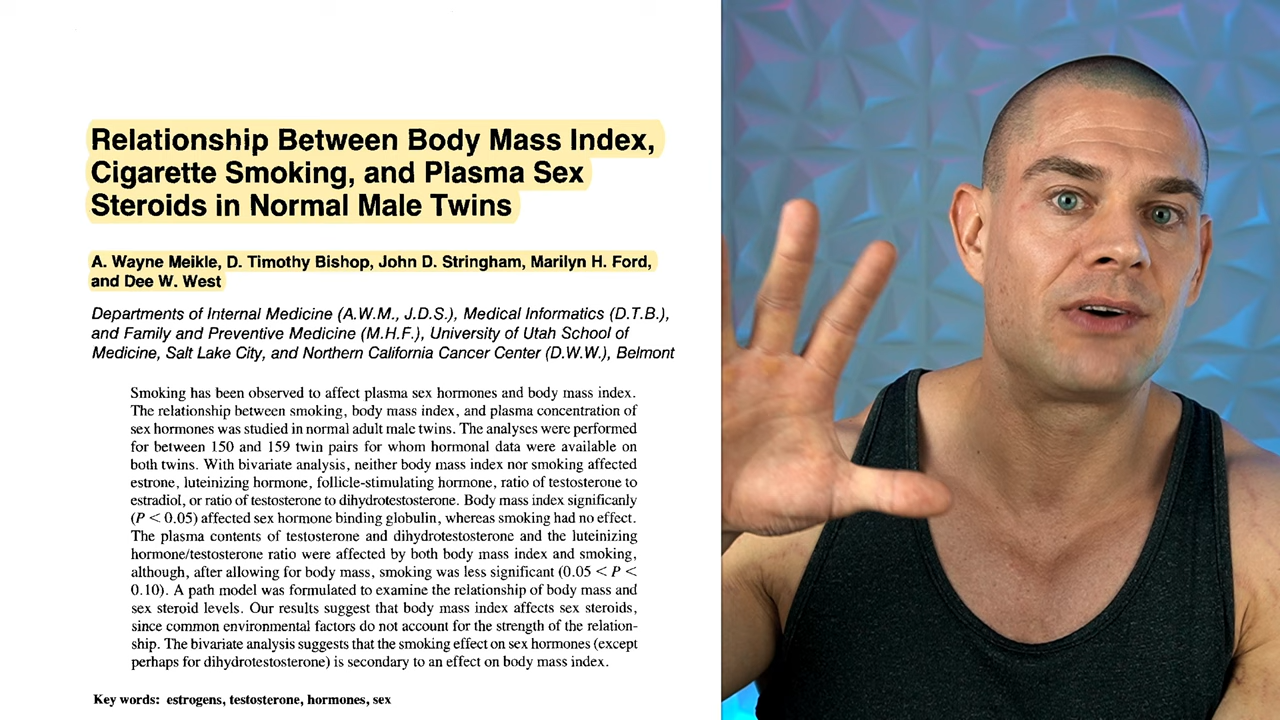 Relationship Between Body Mass Index,
Cigarette Smoking, and Plasma Sex
Steroids in Normal Male Twins
A. Wayne Meikle, D. Timothy Bishop, John D. Stringham, Marilyn H. Ford,
and Dee W. West
Departments of Internal Medicine (A.W.M., J.D.S.), Medical Informatics (D.T.B.),
and Family and Preventive Medicine (M.H.F.), University of Utah School of
Medicine, Salt Lake City, and Northern California Cancer Center (D.W.W.), Belmont
Smoking has been observed to affect plasma sex hormones and body mass index.
The relationship between smoking, body mass index, and plasma concentration of
sex hormones was studied in normal adult male twins. The analyses were performed
for between 150 and 159 twin pairs for whom hormonal data were available on
both twins. With bivariate analysis, neither body mass index nor smoking affected
estrone, luteinizing hormone, follicle-stimulating hormone, ratio of testosterone to
estradiol, or ratio of testosterone to dihydrotestosterone. Body mass index significanly
(P < 0.05) affected sex hormone binding globulin, whereas smoking had no effect.
The plasma contents of testosterone and dihydrotestosterone and the luteinizing
hormone/testosterone ratio were affected by both body mass index and smoking,
although, after allowing for body mass, smoking was less significant (0.05 < P <
0.10). A path model was formulated to examine the relationship of body mass and
sex steroid levels. Our results suggest that body mass index affects sex steroids,
since common environmental factors do not account for the strength of the relation-
ship. The bivariate analysis suggests that the smoking effect on sex hormones (except
perhaps for dihydrotestosterone) is secondary to an effect on body mass index.
Key words: estrogens, testosterone, hormones, sex